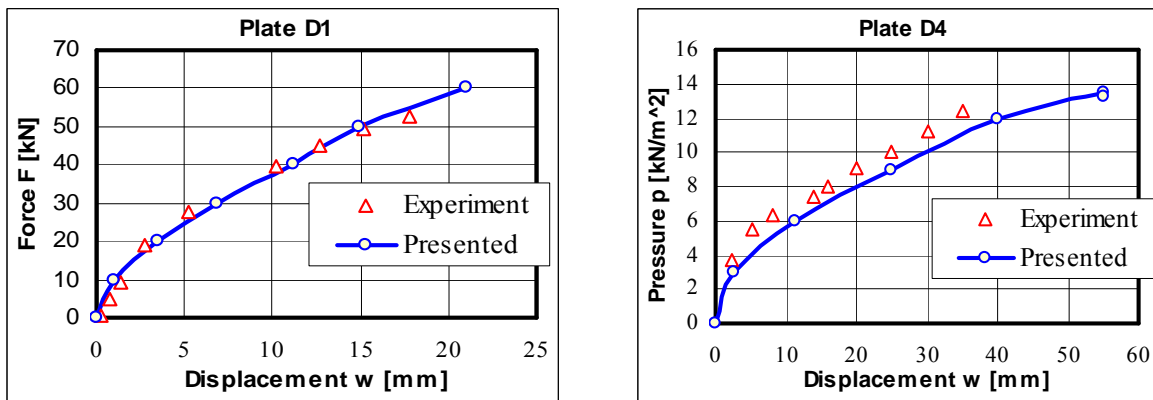 Plate D1
Force F [kN]
70
60
50
40
30
20
10
0
Experiment
Presented
0 5 10 15 20 25
Displacement w [mm]
Plate D4
Pressure p [kN/m^2]
16
14
12
10
8
6
4
2
0
Experiment
Presented
0 10 20 30 40 50 60
Displacement w [mm]